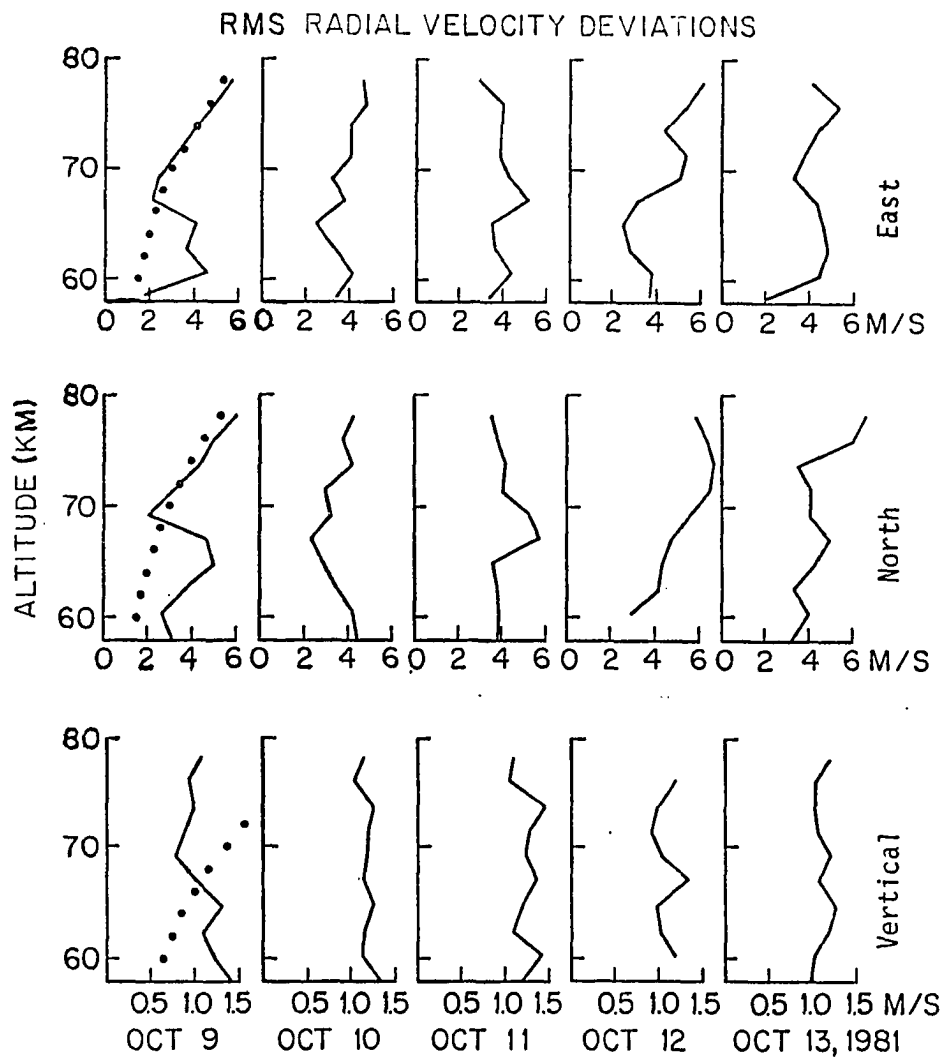 RMS RADIAL VELOCITY DEVIATIONS
80
70
60
0 2 4 6 0 2 4 6 0 2 4 6 0 2 4 6 0 2 4 6 M/S
East
ALTITUDE (KM)
80
70
60
0 2 4 6 0 2 4 6 0 2 4 6 0 2 4 6 0 2 4 6 M/S
North
80
70
60
0.5 1.0 1.5 0.5 1.0 1.5 0.5 1.0 1.5 0.5 1.0 1.5 0.5 1.0 1.5 M/S
Vertical
OCT 9 OCT 10 OCT 11 OCT 12 OCT 13, 1981